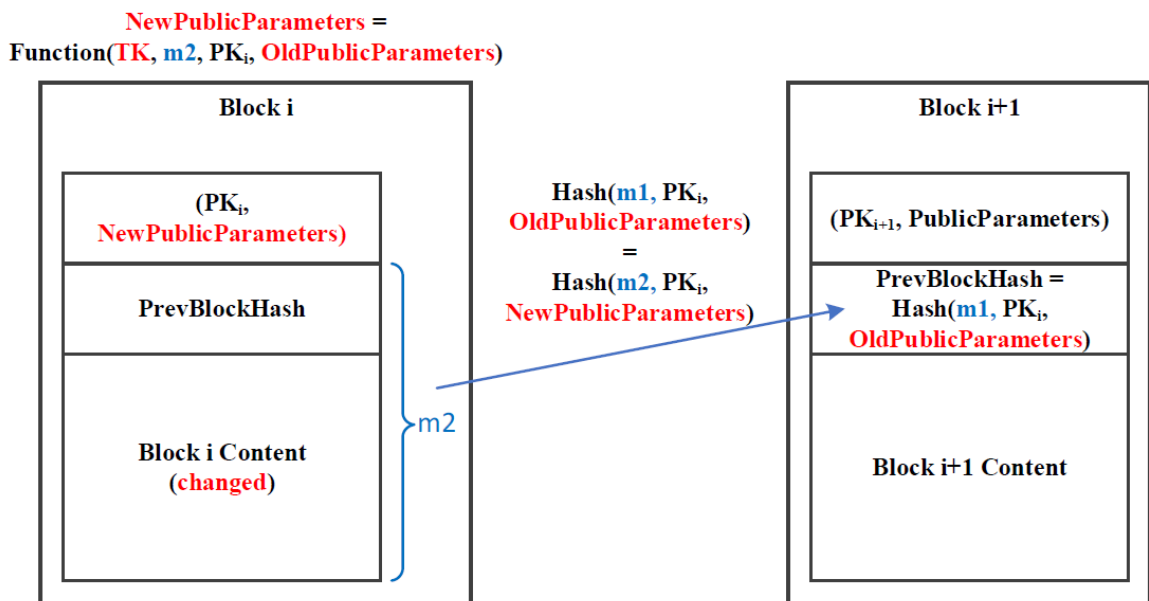 NewPublicParameters =
Function(TK, m2, PKᵢ, OldPublicParameters)
Block i
(PKᵢ,
NewPublicParameters)
PrevBlockHash
Block i Content
(changed)
m2
Hash(m1, PKᵢ,
OldPublicParameters)
=
Hash(m2, PKᵢ,
NewPublicParameters)
Block i+1
(PKᵢ₊₁, PublicParameters)
PrevBlockHash =
Hash(m1, PKᵢ,
OldPublicParameters)
Block i+1 Content